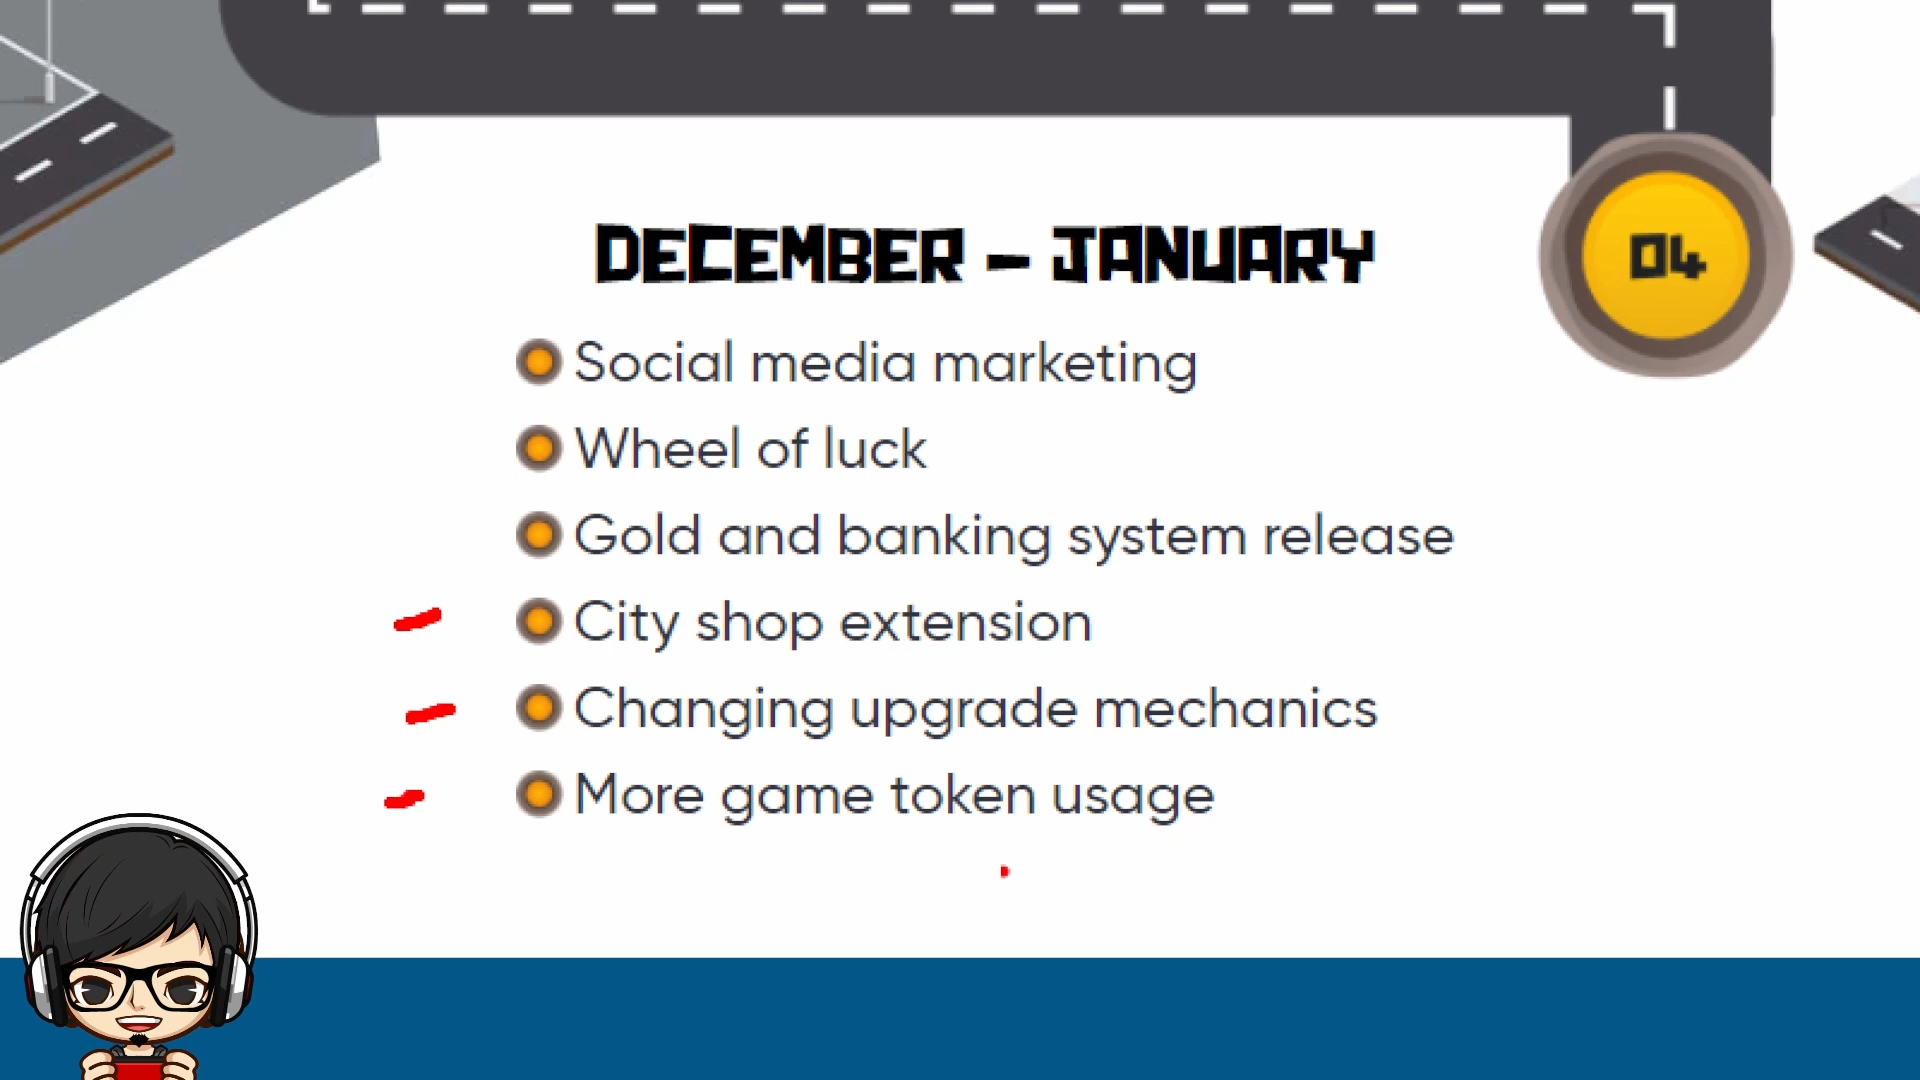 DECEMBER - JANUARY
04
Social media marketing
Wheel of luck
Gold and banking system release
City shop extension
Changing upgrade mechanics
More game token usage